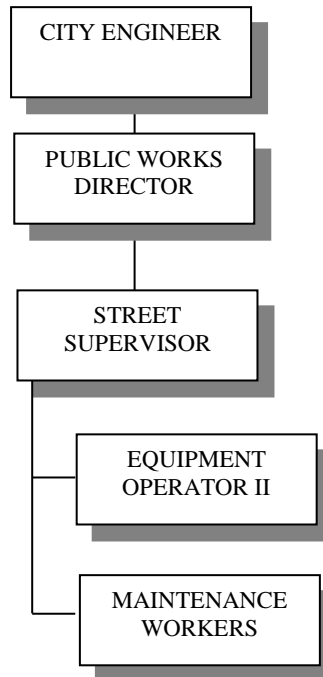 CITY ENGINEER
PUBLIC WORKS
DIRECTOR
STREET
SUPERVISOR
EQUIPMENT
OPERATOR II
MAINTENANCE
WORKERS